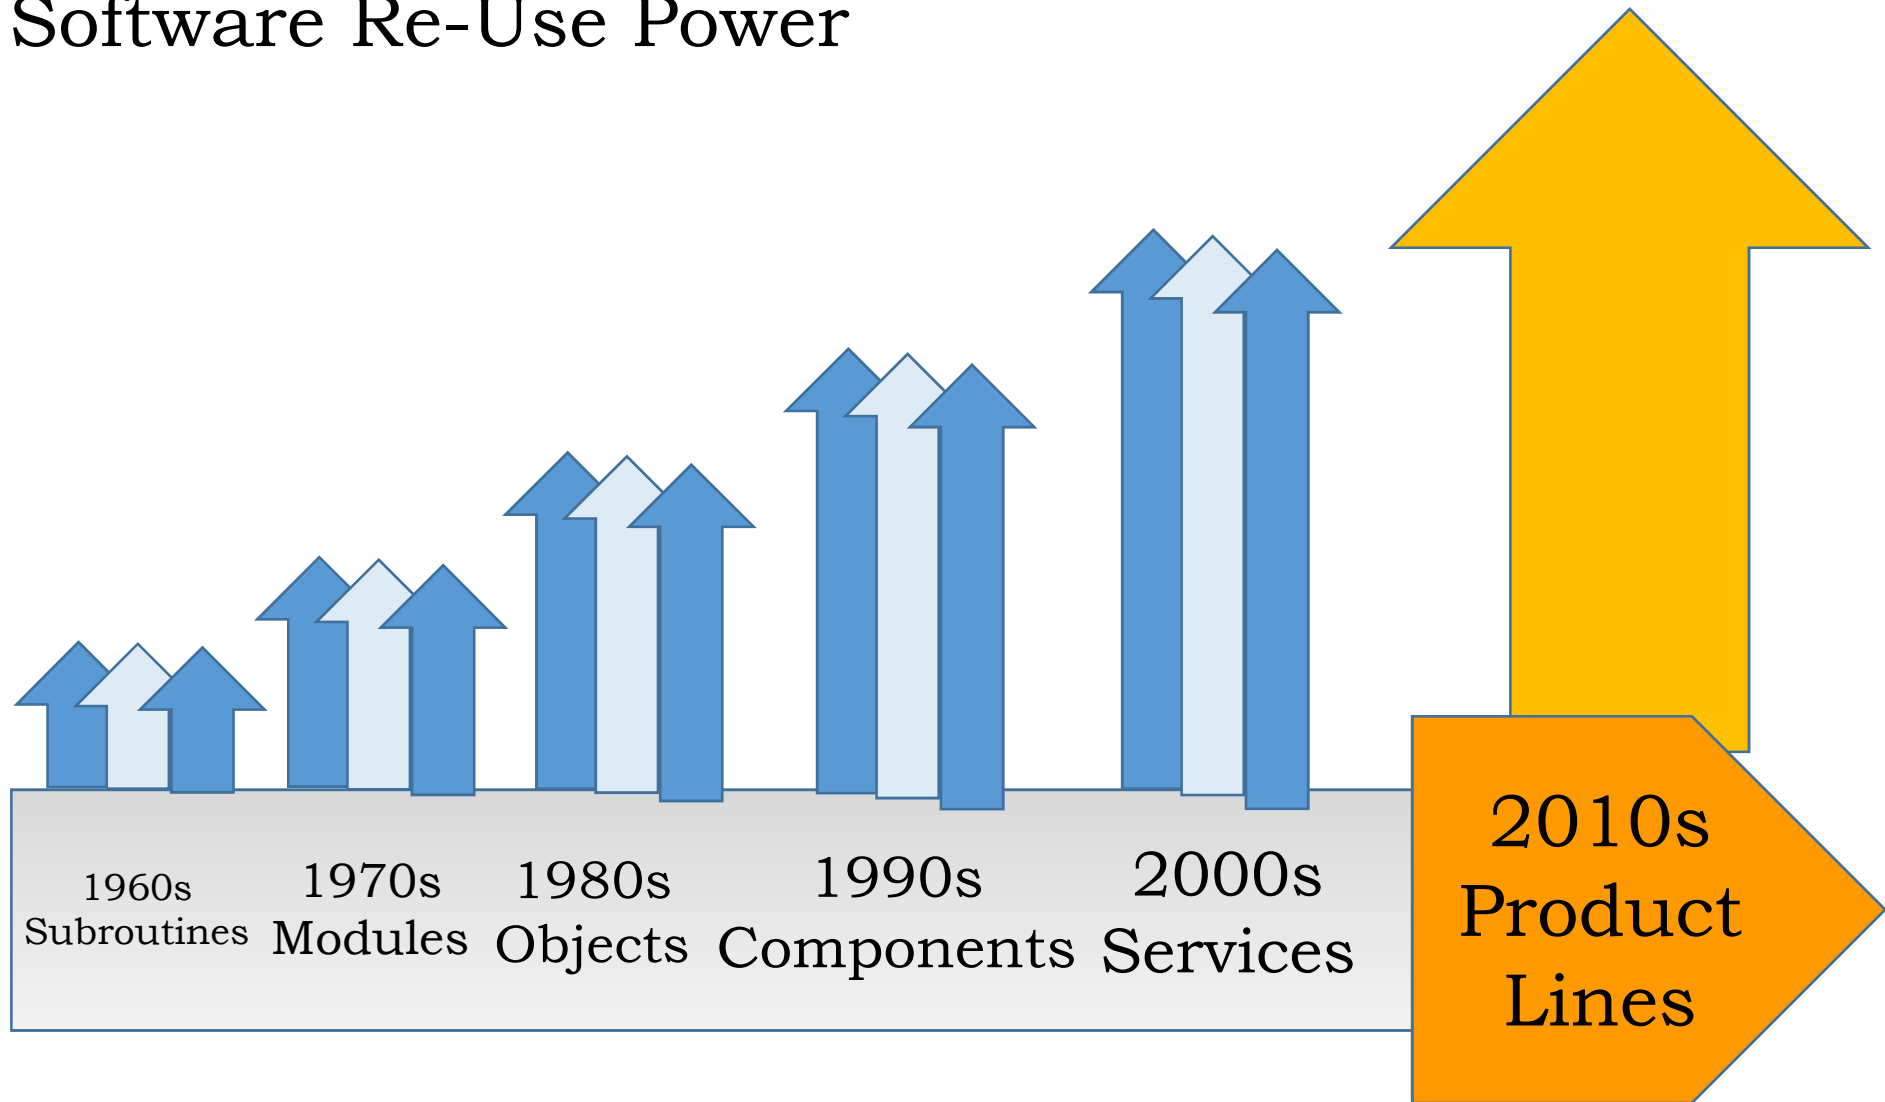 Software Re-Use Power
1960s
Subroutines
1970s
Modules
1980s
Objects
1990s
Components
2000s
Services
2010s
Product
Lines